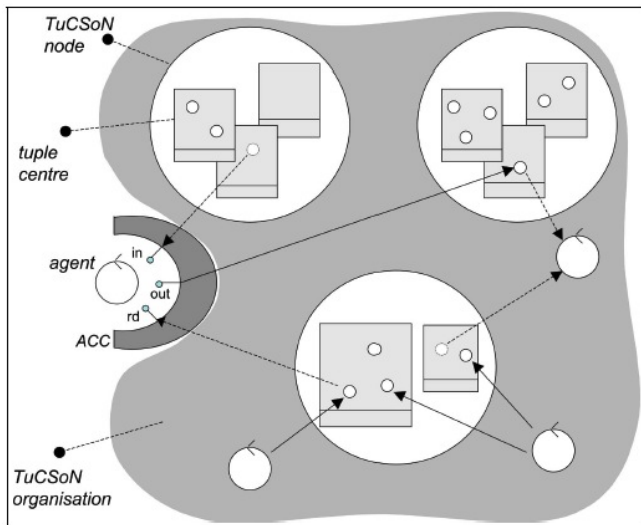 TuCSoN
node
tuple
centre
agent
in
out
rd
ACC
TuCSoN
organisation